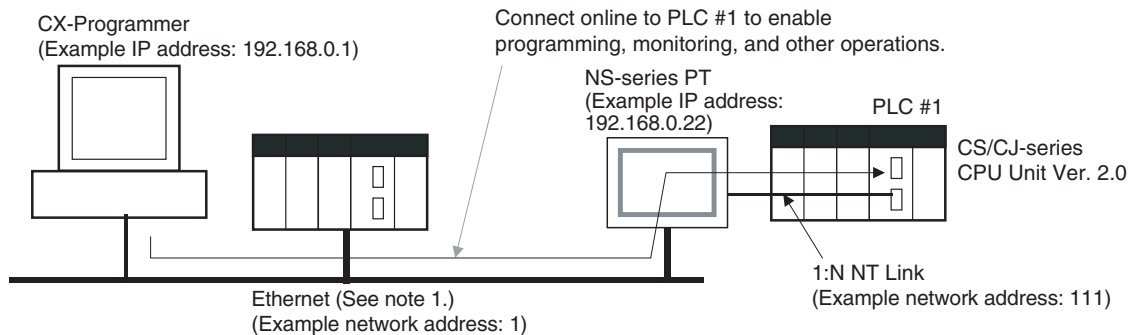 CX-Programmer
(Example IP address: 192.168.0.1)
Connect online to PLC #1 to enable
programming, monitoring, and other operations.
NS-series PT
(Example IP address:
192.168.0.22)
PLC #1
CS/CJ-series
CPU Unit Ver. 2.0
1:N NT Link
(Example network address: 111)
Ethernet (See note 1.)
(Example network address: 1)